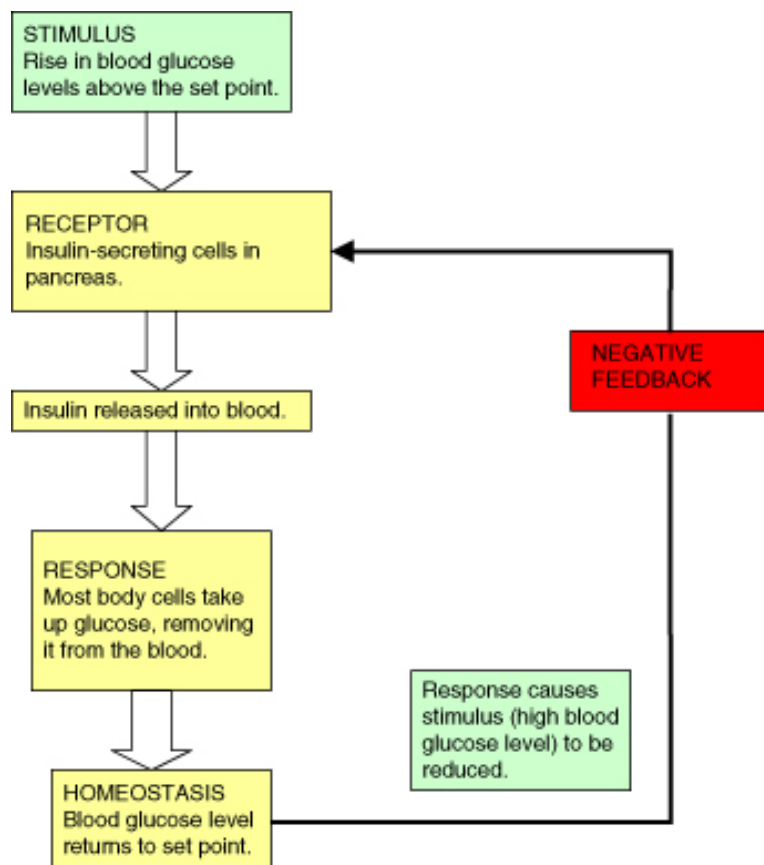 STIMULUS
Rise in blood glucose
levels above the set point.
RECEPTOR
Insulin-secreting cells in
pancreas.
NEGATIVE
FEEDBACK
Insulin released into blood.
RESPONSE
Most body cells take
up glucose, removing
it from the blood.
Response causes
stimulus (high blood
glucose level) to be
reduced.
HOMEOSTASIS
Blood glucose level
returns to set point.